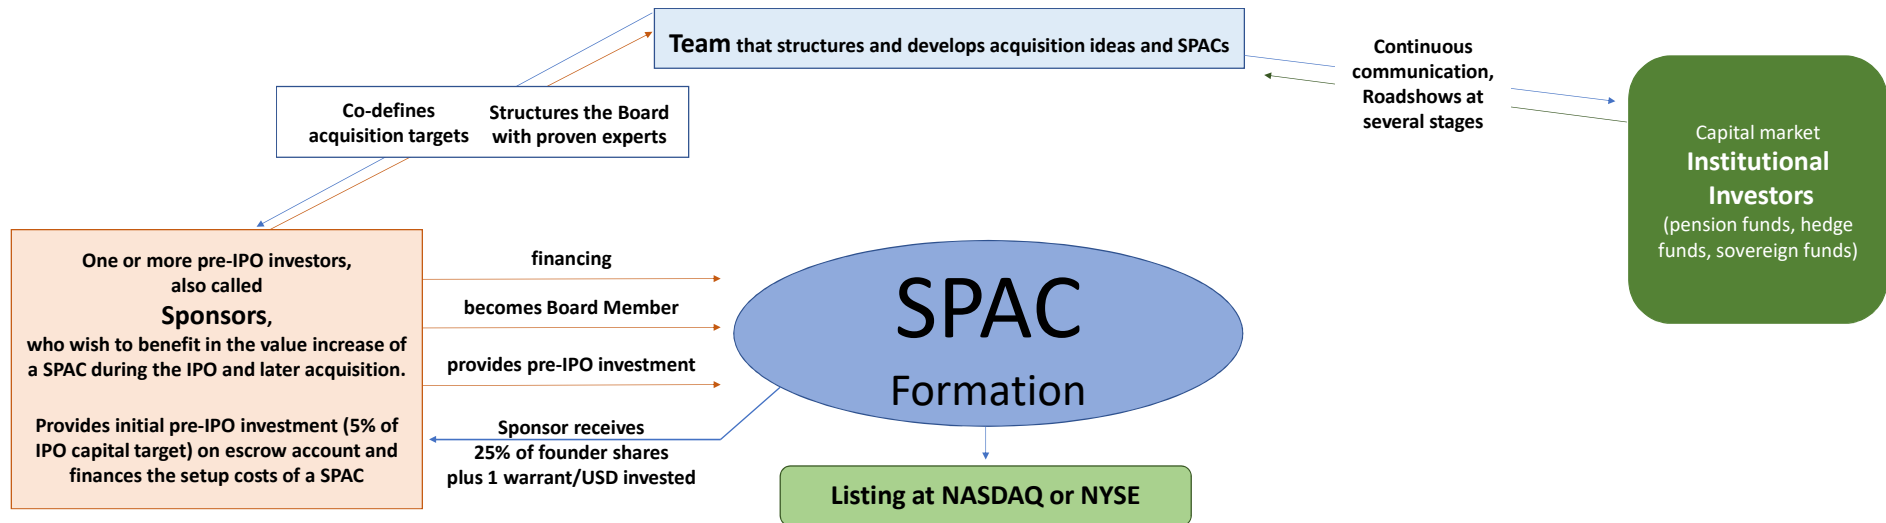 Team that structures and develops acquisition ideas and SPACs
Continuous
communication,
Roadshows at
several stages
Co-defines
acquisition targets
Structures the Board
with proven experts
Capital market
Institutional
Investors
(pension funds, hedge
funds, sovereign funds)
One or more pre-IPO investors,
also called
Sponsors,
who wish to benefit in the value increase of
a SPAC during the IPO and later acquisition.
Provides initial pre-IPO investment (5% of
IPO capital target) on escrow account and
finances the setup costs of a SPAC
financing
becomes Board Member
provides pre-IPO investment
Sponsor receives
25% of founder shares
plus 1 warrant/USD invested
SPAC
Formation
Listing at NASDAQ or NYSE